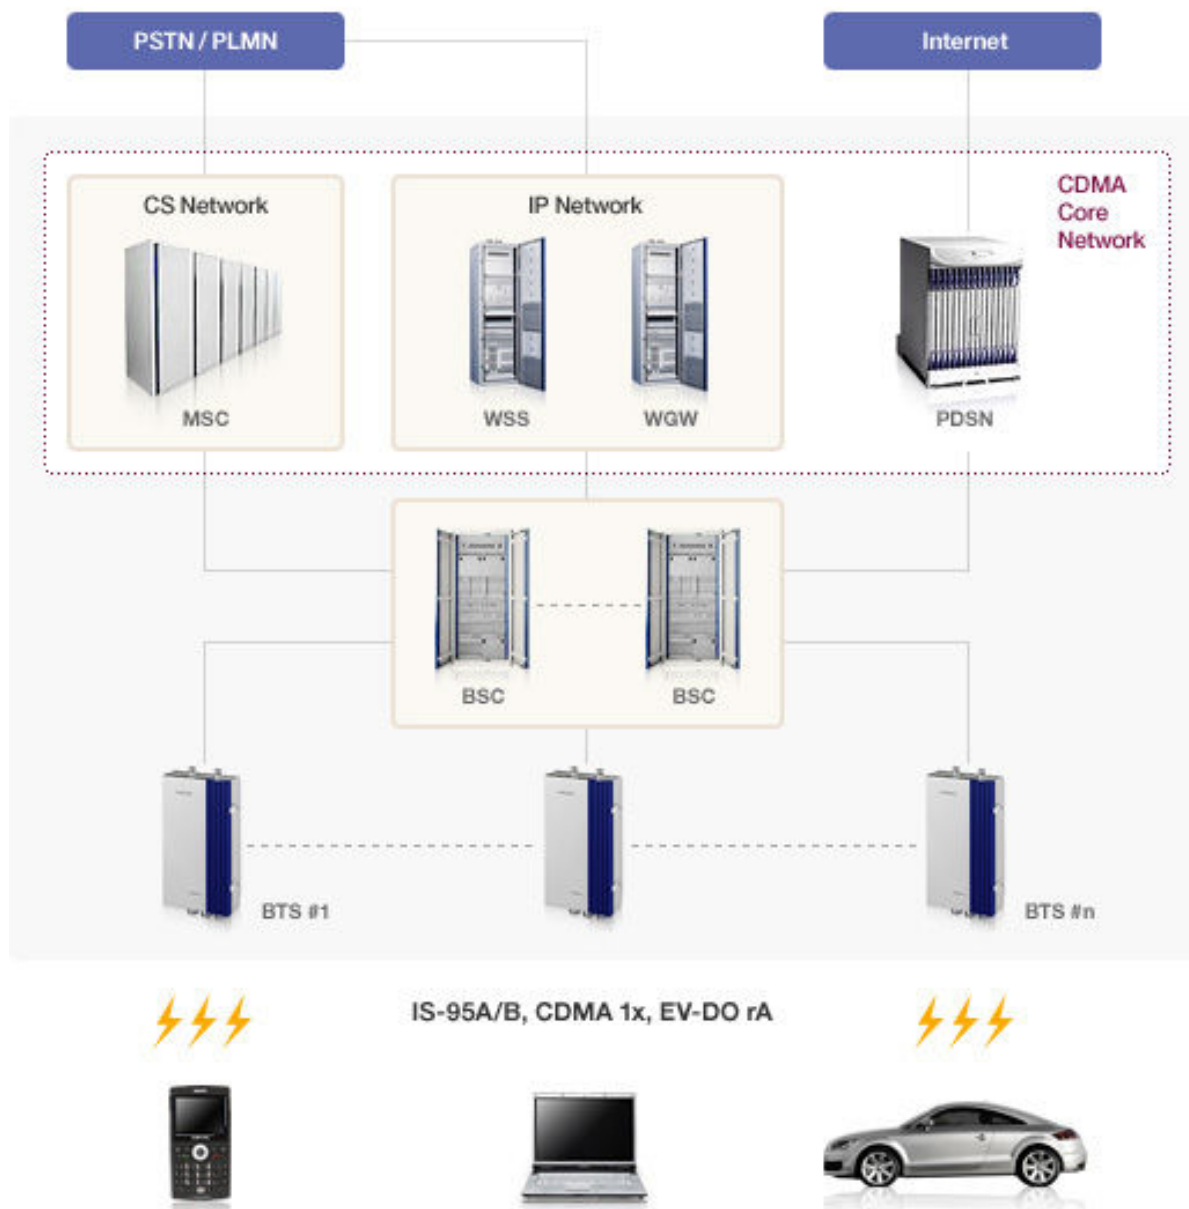 PSTN / PLMN
Internet
CS Network
IP Network
CDMA
Core
Network
MSC
WSS
WGW
PDSN
BSC
BSC
BTS #1
BTS #n
IS-95A/B, CDMA 1x, EV-DO rA